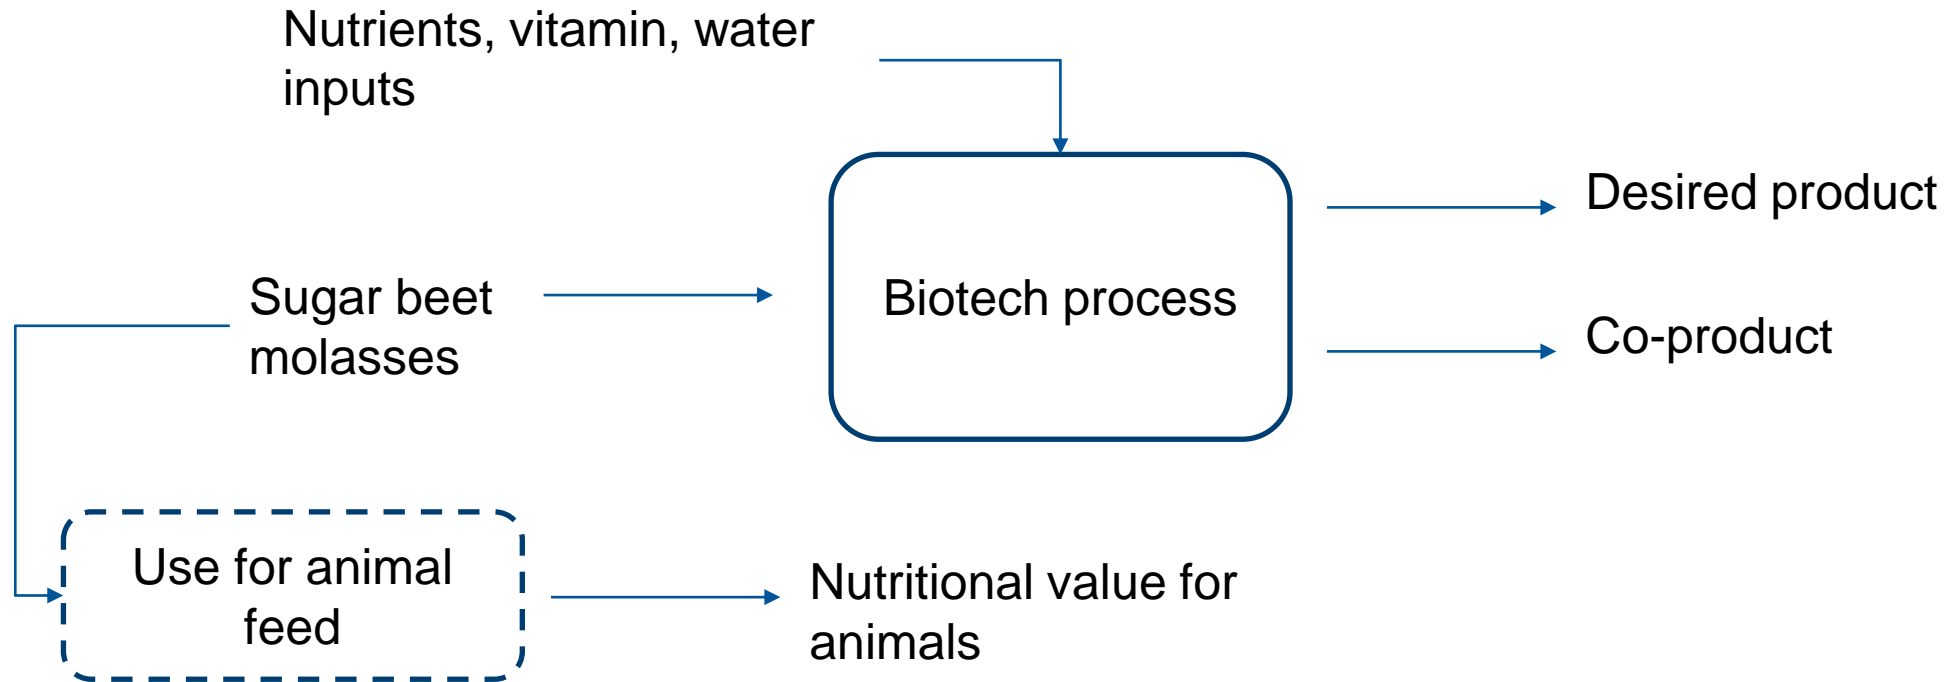 Nutrients, vitamin, water
inputs
Desired product
Sugar beet
molasses
Biotech process
Co-product
Use for animal
feed
Nutritional value for
animals